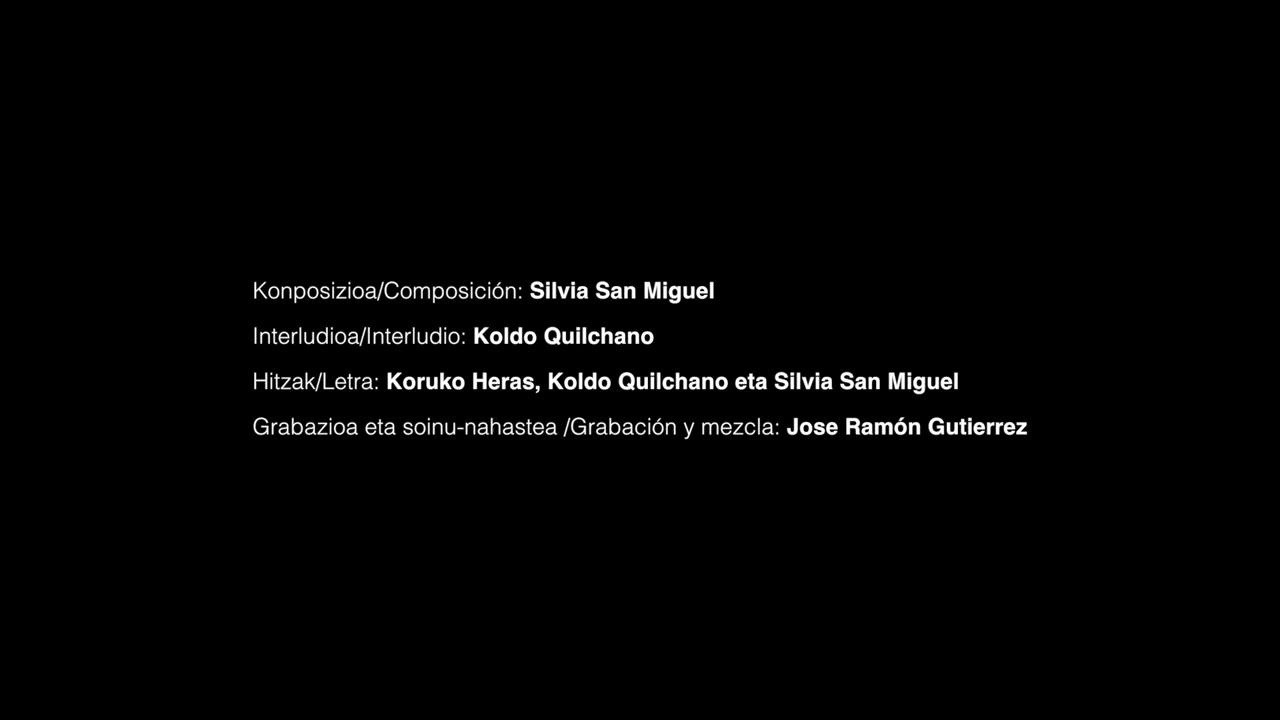 Konposizioa/Composición: Silvia San Miguel
Interludioa/Interludio: Koldo Quilchano
Hitzak/Letra: Koruko Heras, Koldo Quilchano eta Silvia San Miguel
Grabazioa eta soinu-nahastea /Grabación y mezcla: Jose Ramón Gutierrez